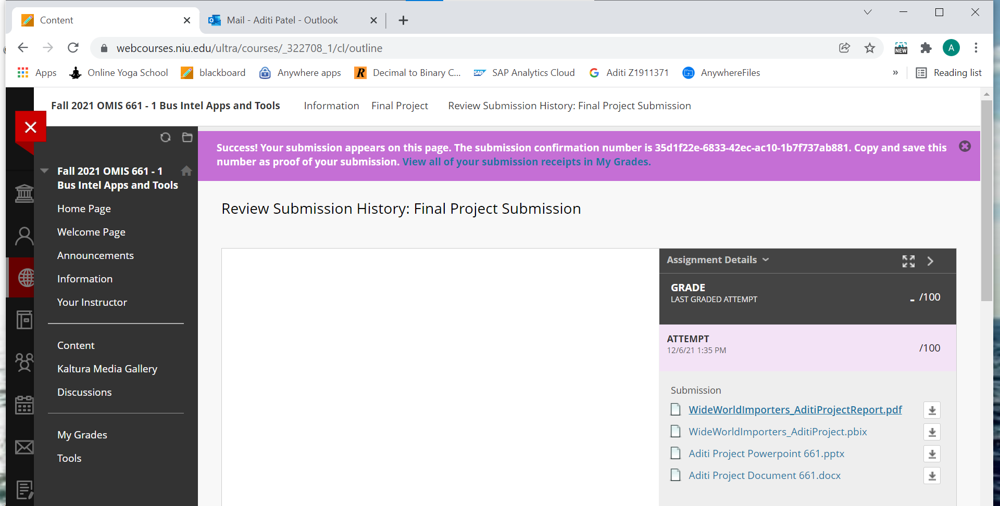 Content
Mail - Aditi Patel - Outlook
webcourses.niu.edu/ultra/courses/_322708_1/cl/outline
NEW
A
Apps
Online Yoga School
blackboard
Anywhere apps
R
Decimal to Binary C...
SAP
SAP Analytics Cloud
Aditi Z1911371
AnywhereFiles
»
Reading list
Fall 2021 OMIS 661 - 1 Bus Intel Apps and Tools
Information
Final Project
Review Submission History: Final Project Submission
Success! Your submission appears on this page. The submission confirmation number is 35d1f22e-6833-42ec-ac10-1b7f737ab881. Copy and save this
number as proof of your submission. View all of your submission receipts in My Grades.
Fall 2021 OMIS 661 - 1
Bus Intel Apps and Tools
Home Page
Welcome Page
Announcements
Information
Your Instructor
Content
Kaltura Media Gallery
Discussions
My Grades
Tools
Review Submission History: Final Project Submission
Assignment Details
GRADE
LAST GRADED ATTEMPT
- /100
ATTEMPT
12/6/21 1:35 PM
/100
Submission
WideWorldImporters_AditiProjectReport.pdf
WideWorldImporters_AditiProject.pbix
Aditi Project Powerpoint 661.pptx
Aditi Project Document 661.docx